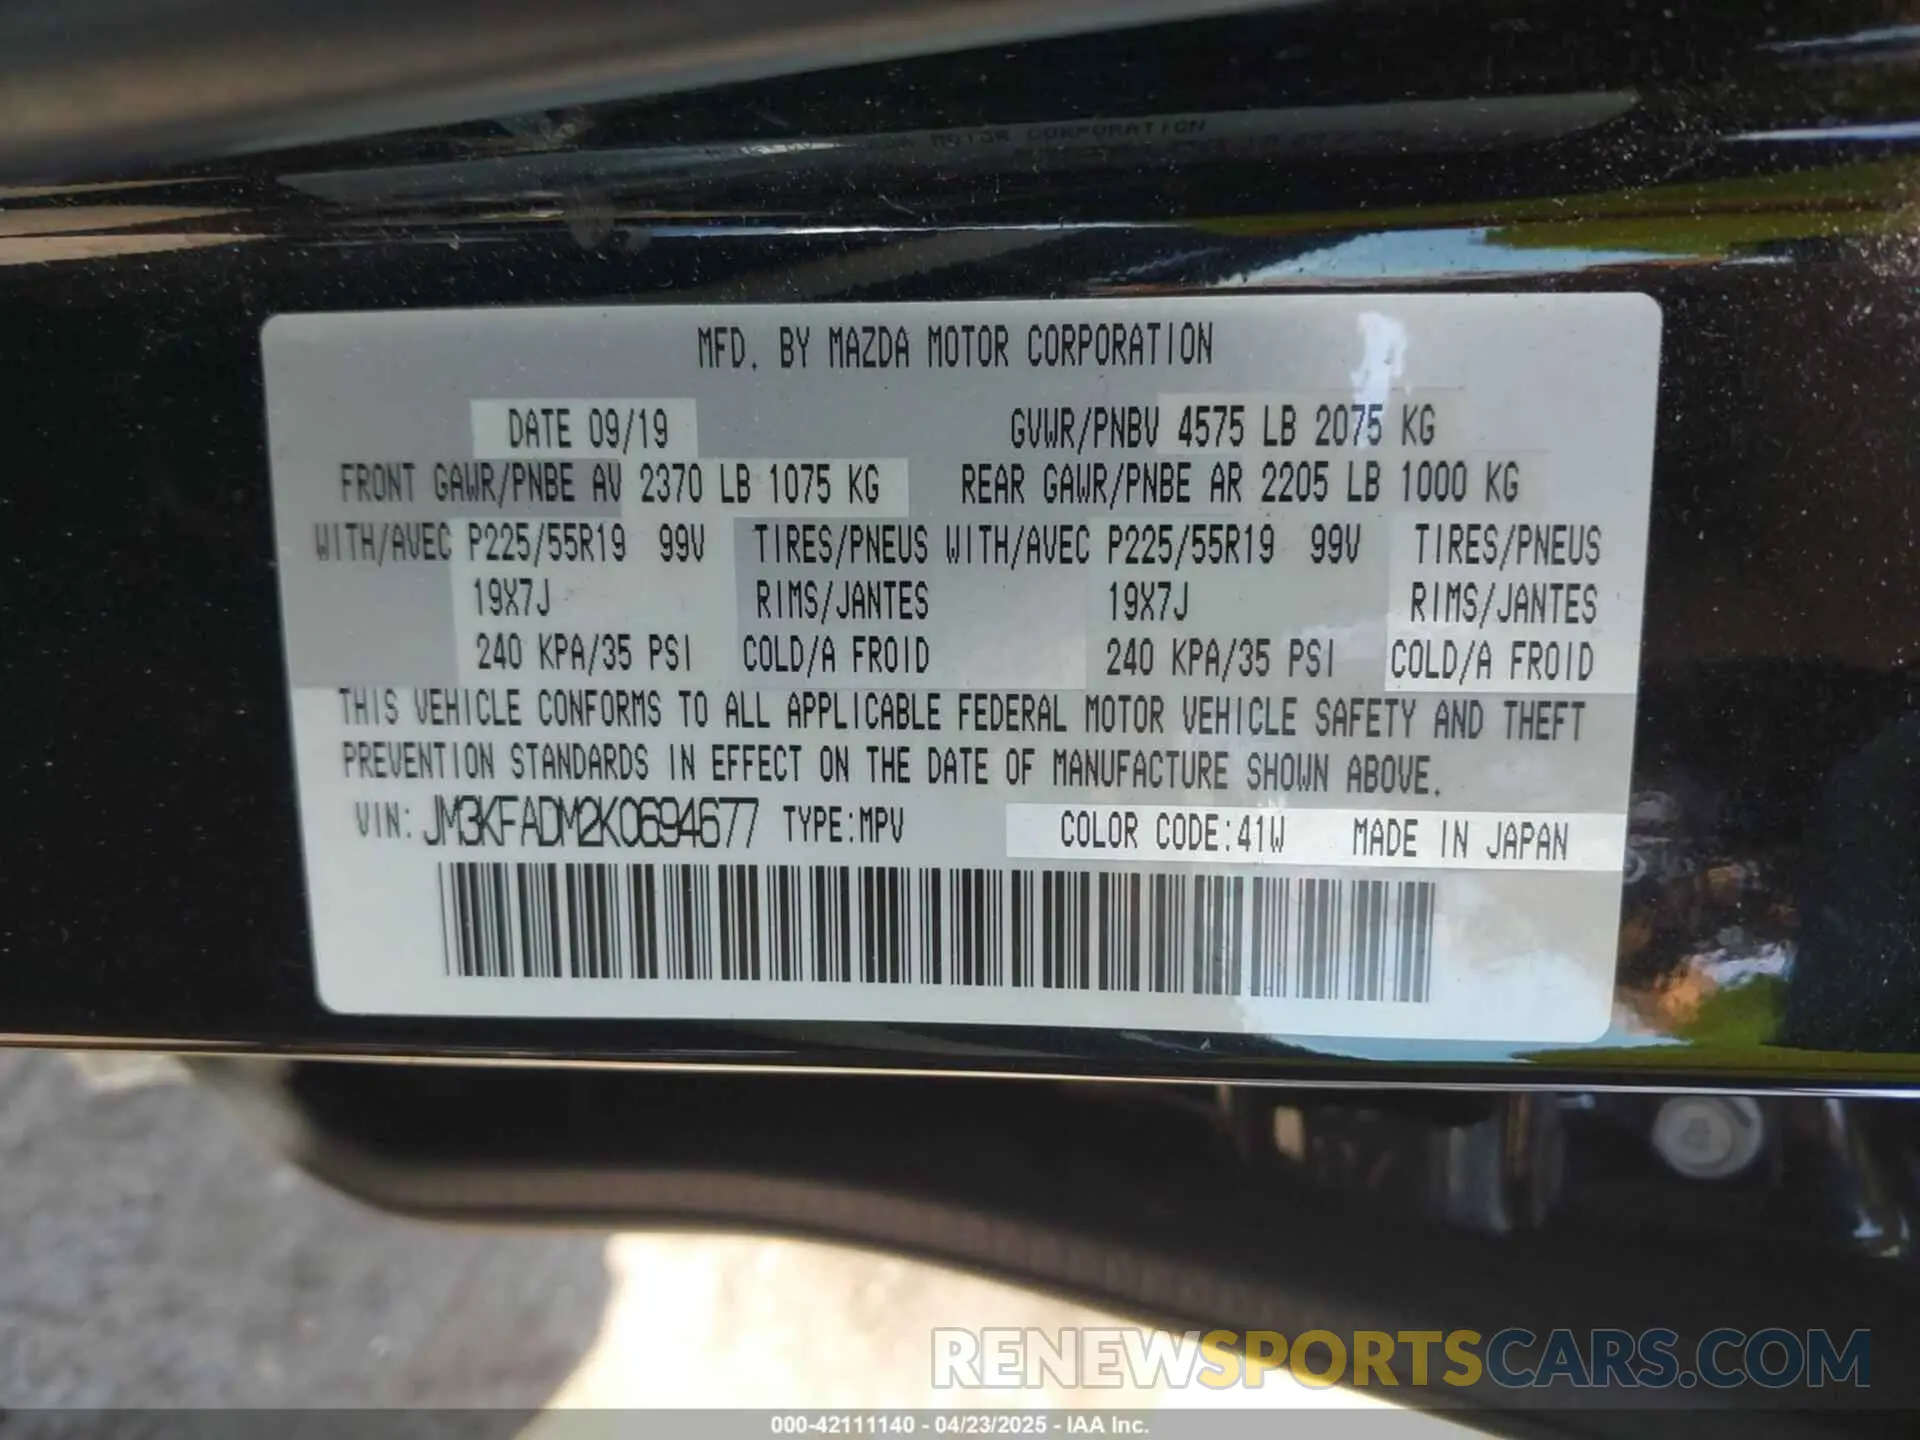 MOTOR CORPORATION
MFD. BY MAZDA MOTOR CORPORATION
DATE 09/19 GVWR/PNBV 4575 LB 2075 KG
FRONT GAWR/PNBE AV 2370 LB 1075 KG REAR GAWR/PNBE AR 2205 LB 1000 KG
WITH/AVEC P225/55R19 99V TIRES/PNEUS WITH/AVEC P225/55R19 99V TIRES/PNEUS
19X7J RIMS/JANTES 19X7J RIMS/JANTES
240 KPA/35 PSI COLD/A FROID 240 KPA/35 PSI COLD/A FROID
THIS VEHICLE CONFORMS TO ALL APPLICABLE FEDERAL MOTOR VEHICLE SAFETY AND THEFT
PREVENTION STANDARDS IN EFFECT ON THE DATE OF MANUFACTURE SHOWN ABOVE.
VIN: JM3KFADM2K0694677 TYPE:MPV COLOR CODE:41W MADE IN JAPAN
RENEWSPORTSCARS.COM
000-42111140 - 04/23/2025 - IAA Inc.